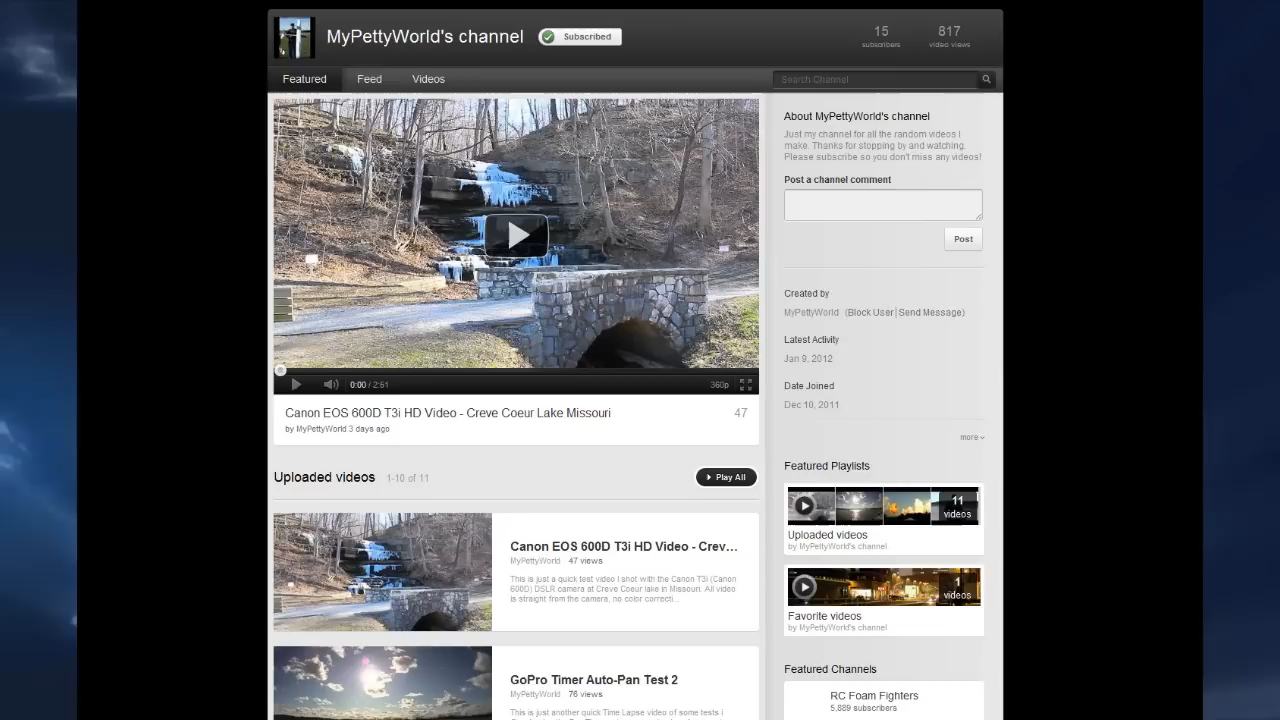 MyPettyWorld's channel
Subscribed
15
subscribers
817
video views
Featured
Feed
Videos
Search Channel
0:00 / 2:51
360p
Canon EOS 600D T3i HD Video - Creve Coeur Lake Missouri
47
by MyPettyWorld 3 days ago
Uploaded videos
1-10 of 11
Play All
Canon EOS 600D T3i HD Video - Crev...
MyPettyWorld 47 views
This is just a quick test video I shot with the Canon T3i (Canon
600D) DSLR camera at Creve Coeur lake in Missouri. All video
is straight from the camera, no color correcti...
GoPro Timer Auto-Pan Test 2
MyPettyWorld 76 views
This is just another quick Time Lapse video of some tests i
About MyPettyWorld's channel
Just my channel for all the random videos I
make. Thanks for stopping by and watching.
Please subscribe so you don't miss any videos!
Post a channel comment
Post
Created by
MyPettyWorld (Block User|Send Message)
Latest Activity
Jan 9, 2012
Date Joined
Dec 10, 2011
more
Featured Playlists
11
videos
Uploaded videos
by MyPettyWorld's channel
1
videos
Favorite videos
by MyPettyWorld's channel
Featured Channels
RC Foam Fighters
5,889 subscribers